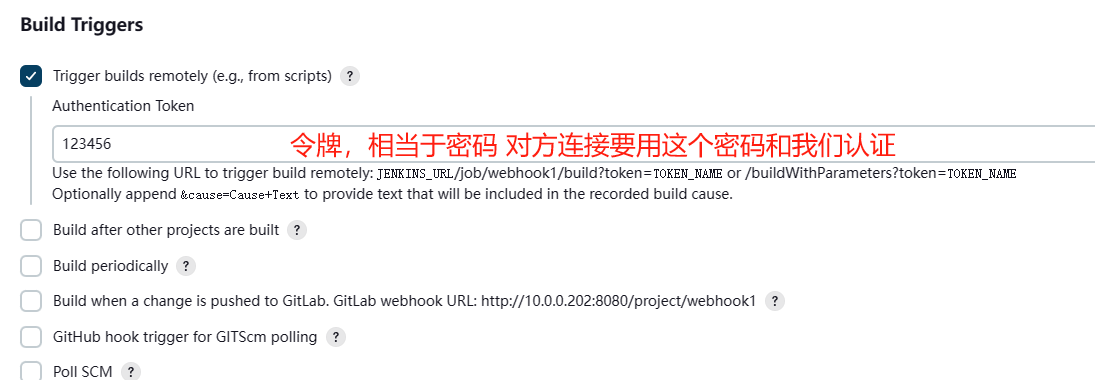 Build Triggers
Trigger builds remotely (e.g., from scripts) ?
Authentication Token
123456 令牌，相当于密码 对方连接要用这个密码和我们认证
Use the following URL to trigger build remotely: JENKINS_URL/job/webhook1/build?token=TOKEN_NAME or /buildWithParameters?token=TOKEN_NAME
Optionally append &cause=Cause+Text to provide text that will be included in the recorded build cause.
Build after other projects are built ?
Build periodically ?
Build when a change is pushed to GitLab. GitLab webhook URL: http://10.0.0.202:8080/project/webhook1 ?
GitHub hook trigger for GITScm polling ?
Poll SCM ?